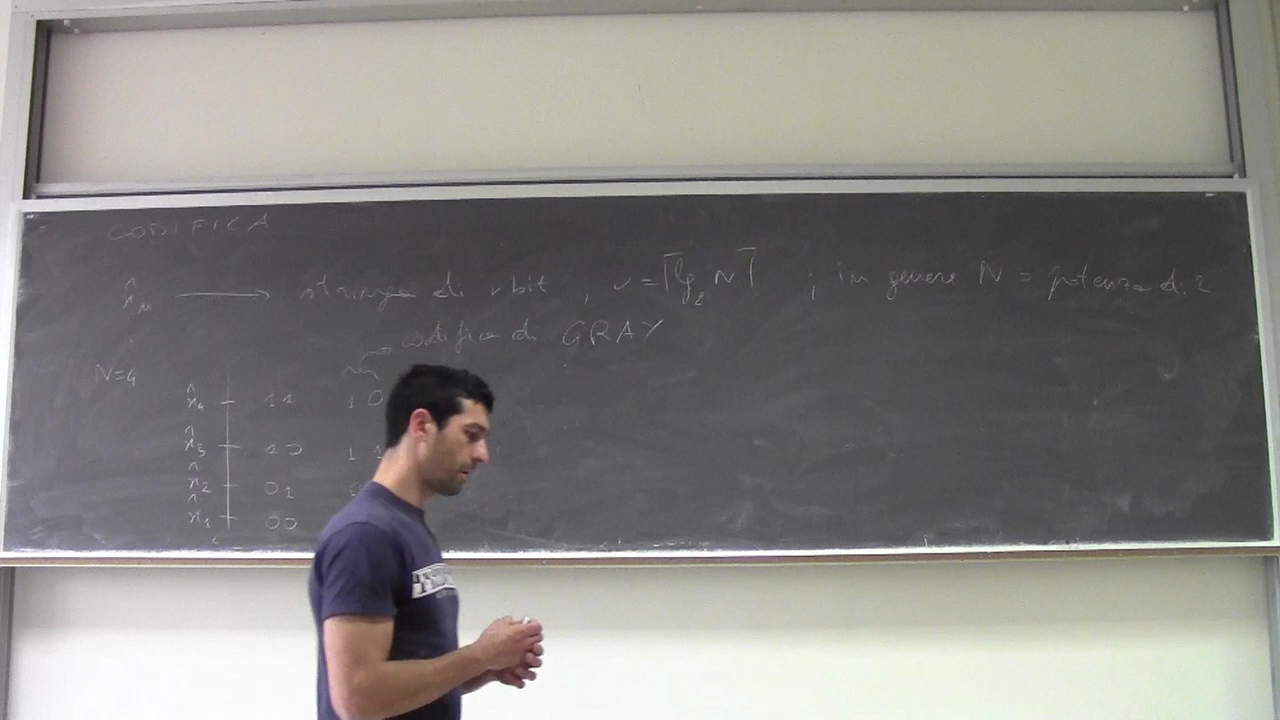 CODIFICA
x̂ₙ → stringa di ν bit , ν = ⌈lg₂ N⌉ ; in genere N = potenza di 2
codifica di GRAY
N=4
x̂₄ 11 10
x̂₃ 10 11
x̂₂ 01 0
x̂₁ 00